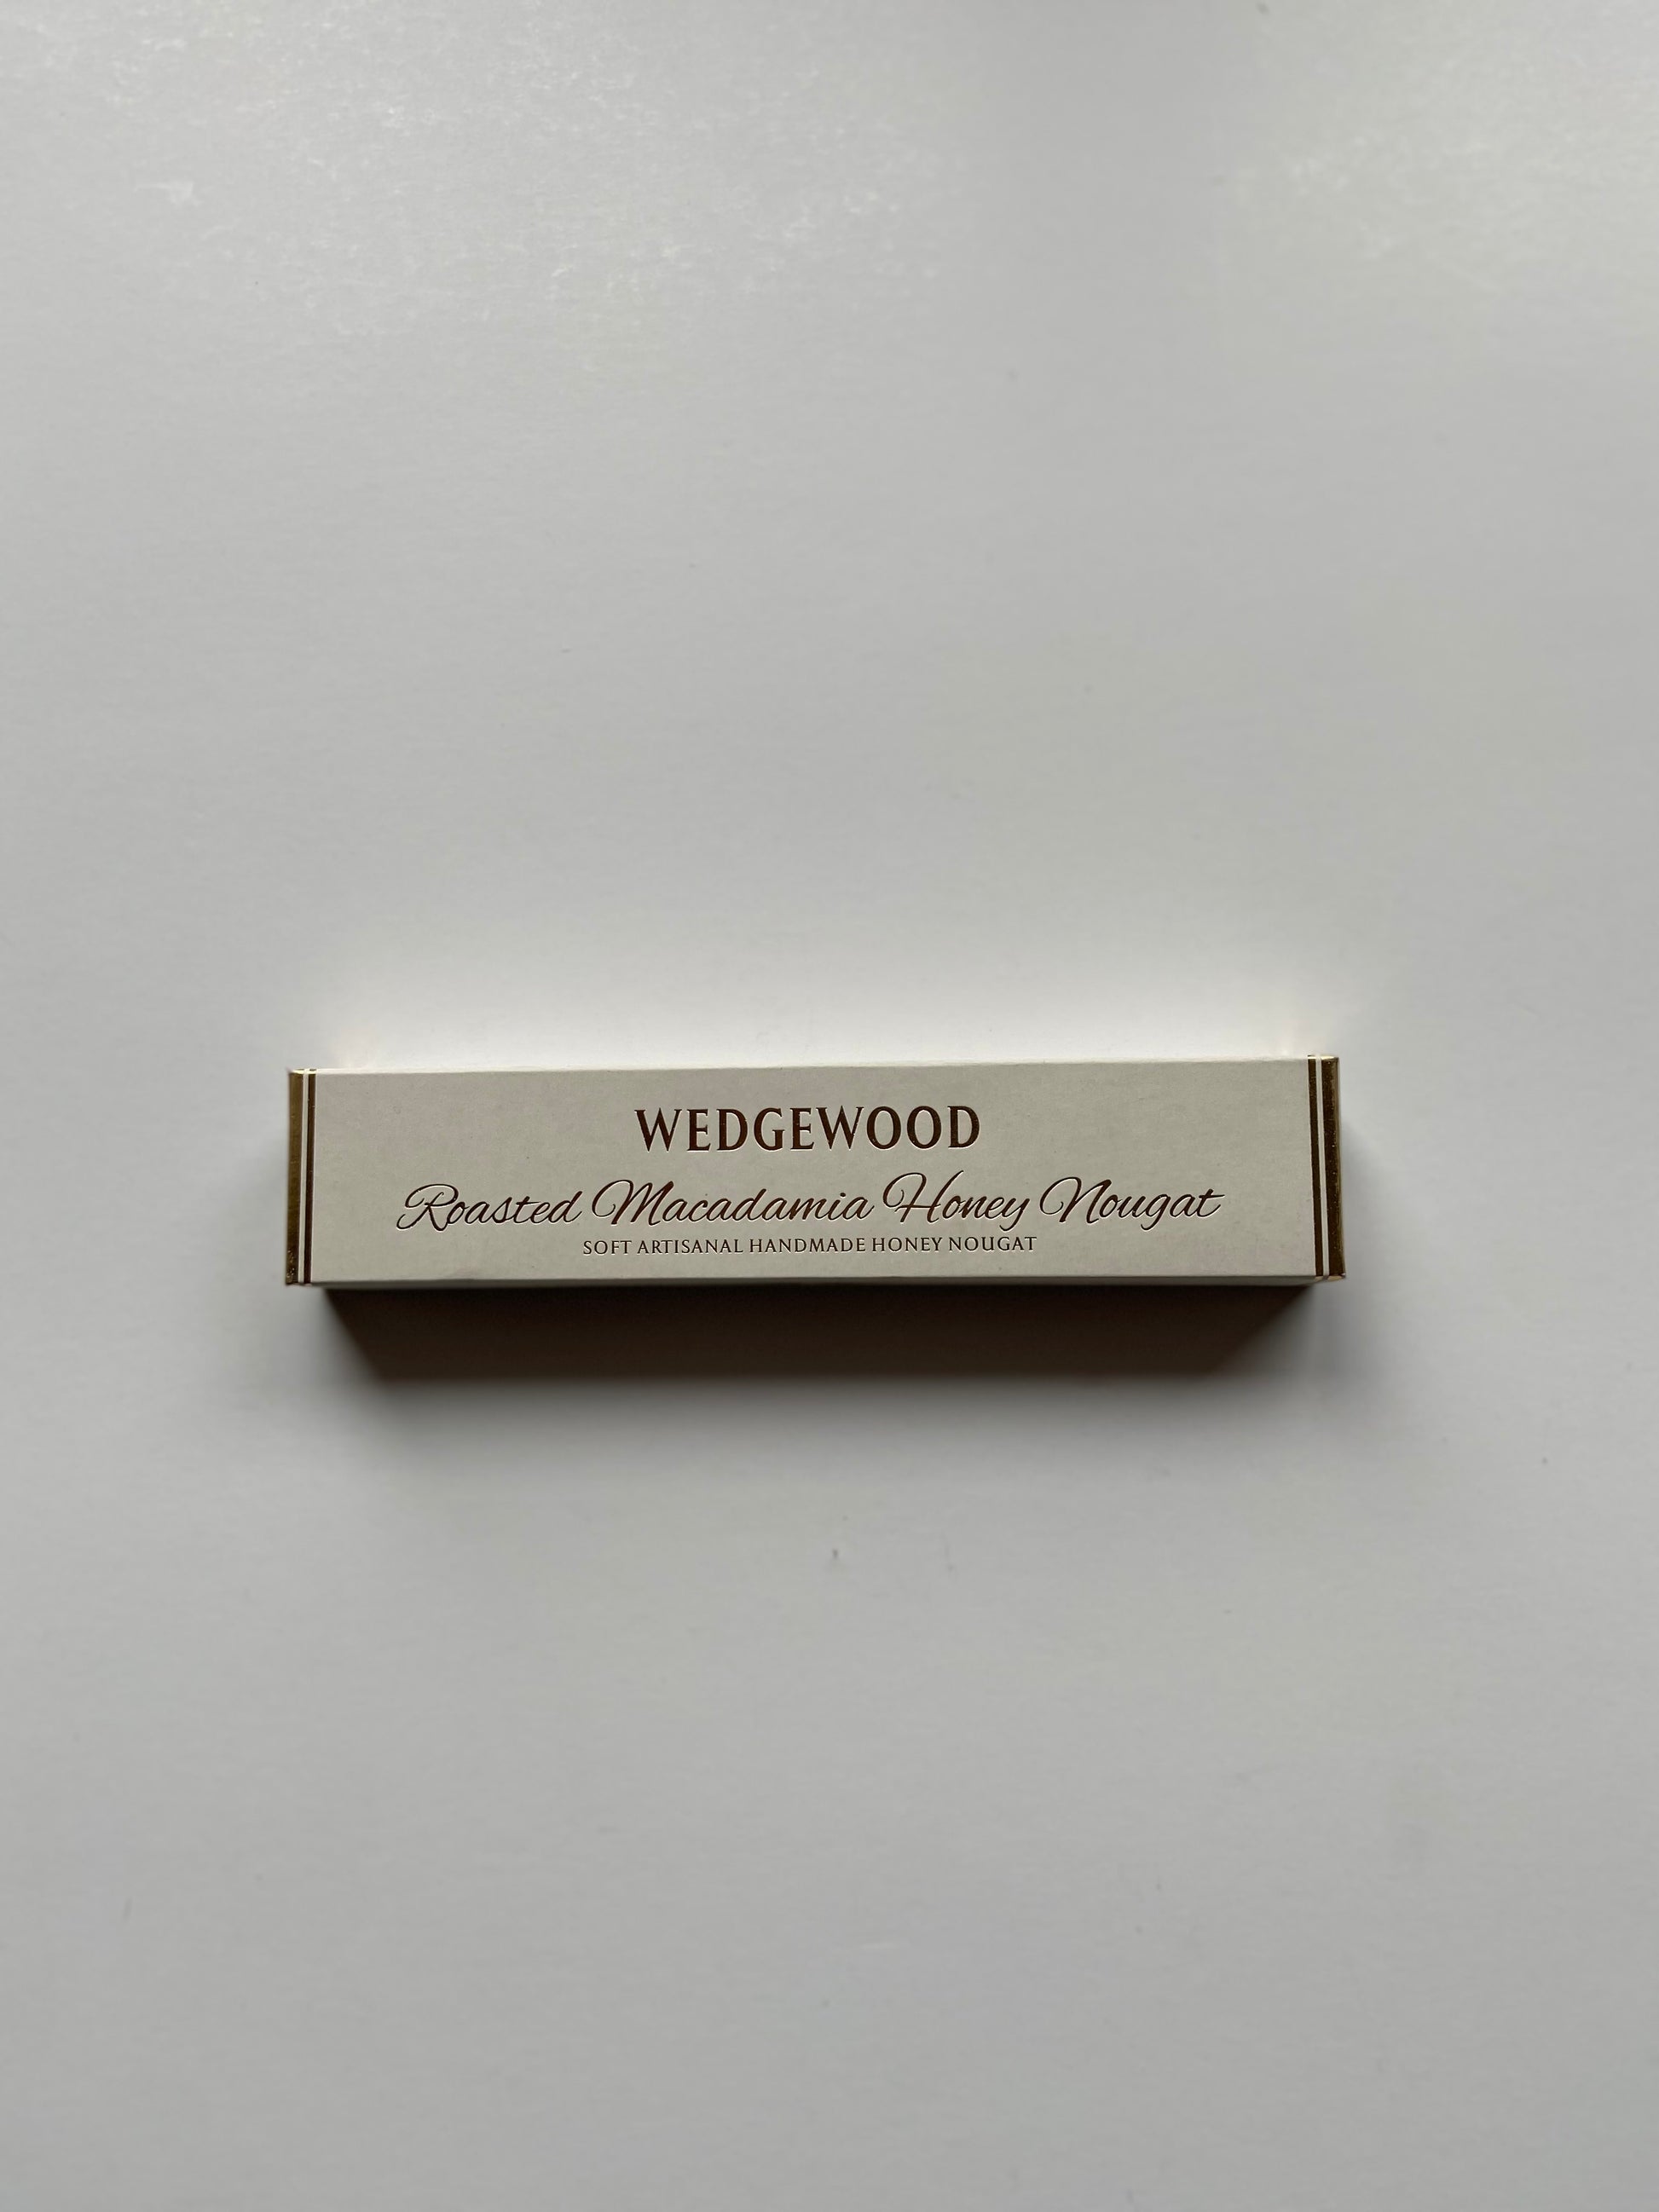 WEDGEWOOD
Roasted Macadamia Honey Nougat
SOFT ARTISANAL HANDMADE HONEY NOUGAT